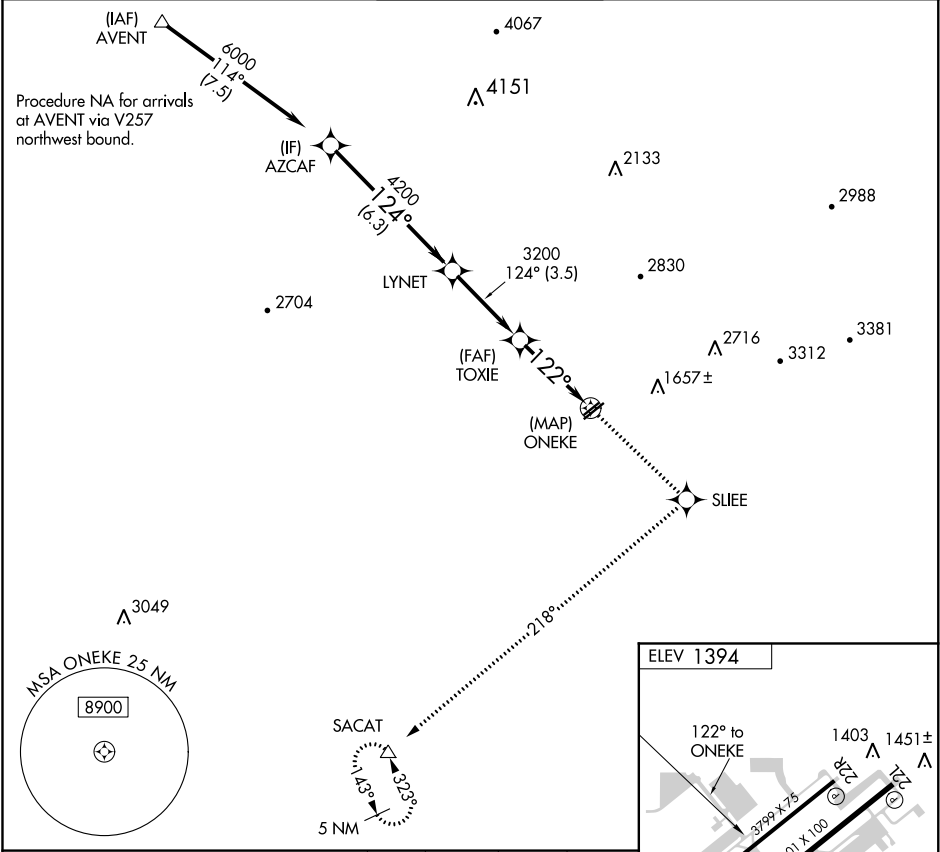 (IAF)
AVENT
6000
114°
(7.5)
4067
4151
Procedure NA for arrivals
at AVENT via V257
northwest bound.
(IF)
AZCAF
2133
4200
124°
(6.3)
2988
LYNET
3200
124° (3.5)
2830
2704
(FAF)
TOXIE
122°
2716
3381
3312
1657±
(MAP)
ONEKE
SLIEE
218°
3049
MSA ONEKE 25 NM
8900
SACAT
143°
323°
5 NM
ELEV 1394
122° to
ONEKE
1403
1451±
22R
22L
P
P
3799 X 75
01 X 100